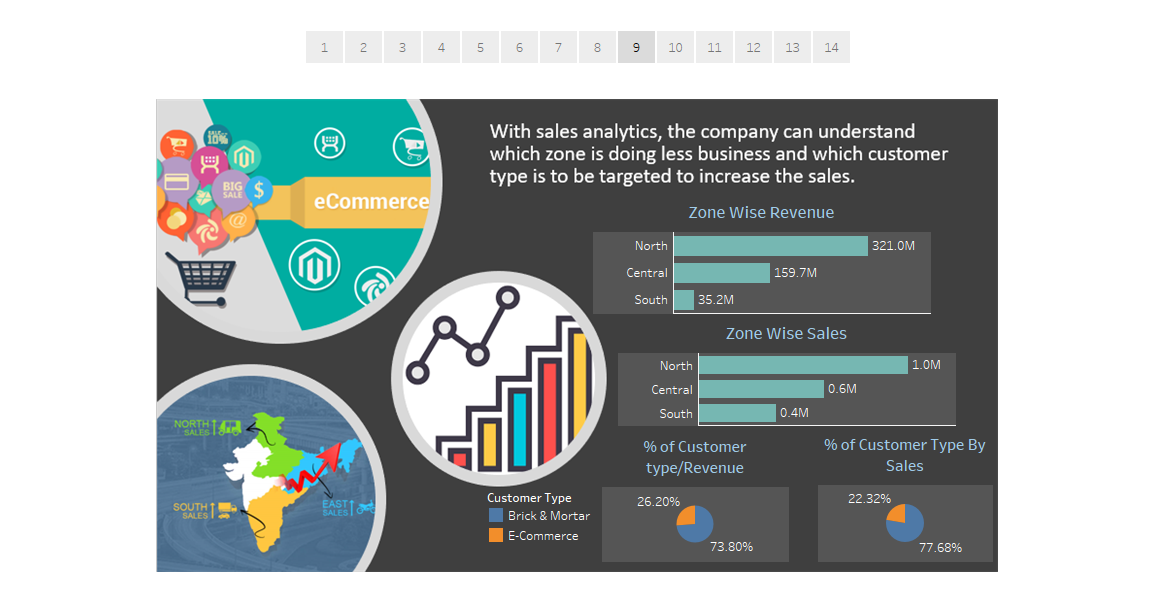 1 2 3 4 5 6 7 8 9 10 11 12 13 14
With sales analytics, the company can understand
which zone is doing less business and which customer
type is to be targeted to increase the sales.
SALE
10%
BIG
SALE
$
@
eCommerce
Zone Wise Revenue
North 321.0M
Central 159.7M
South 35.2M
Zone Wise Sales
North 1.0M
Central 0.6M
South 0.4M
NORTH
SALES
SOUTH
SALES
EAST
SALES
% of Customer
type/Revenue
26.20%
73.80%
% of Customer Type By
Sales
22.32%
77.68%
Customer Type
Brick & Mortar
E-Commerce